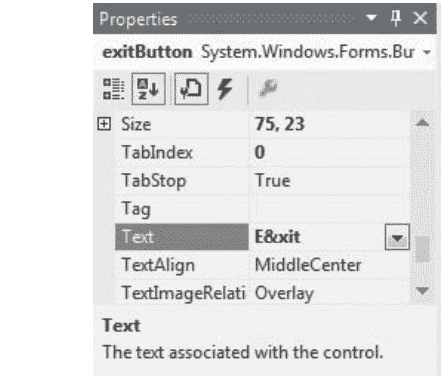 Properties
exitButton System.Windows.Forms.Bur
Size 75, 23
TabIndex 0
TabStop True
Tag
Text E&xit
TextAlign MiddleCenter
TextImageRelati Overlay
Text
The text associated with the control.